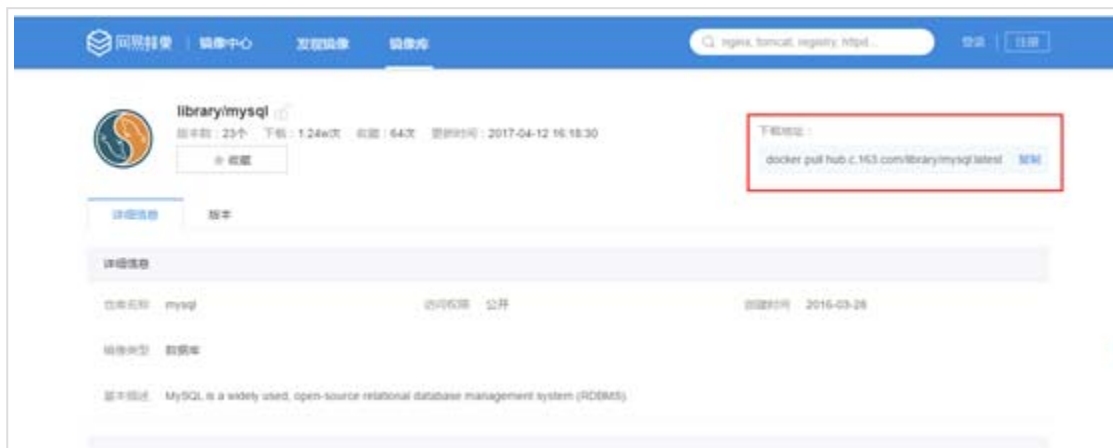 网易蜂巢 镜像中心 发现镜像 镜像库 nginx, tomcat, registry, httpd... 登录 注册
library/mysql
版本数：23个 下载：1.24w次 收藏：64次 更新时间：2017-04-12 16:18:30
收藏
下载地址：
docker pull hub.c.163.com/library/mysql:latest 复制
详细信息 版本
详细信息
仓库名称 mysql 访问权限 公开 创建时间 2016-03-28
镜像类型 数据库
基本描述 MySQL is a widely used, open-source relational database management system (RDBMS).